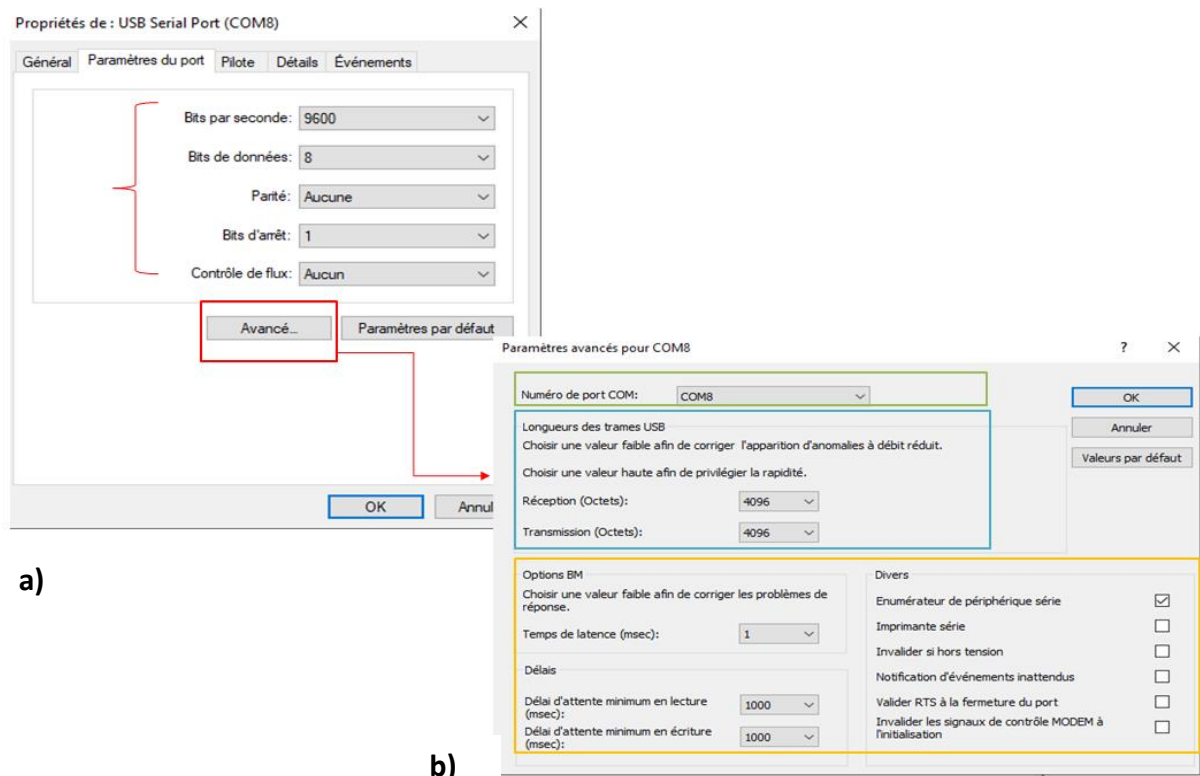 Propriétés de : USB Serial Port (COM8)
Général Paramètres du port Pilote Détails Événements
Bits par seconde: 9600
Bits de données: 8
Parité: Aucune
Bits d'arrêt: 1
Contrôle de flux: Aucun
Avancé... Paramètres par défaut
OK Annul
a)
Paramètres avancés pour COM8 ?
Numéro de port COM: COM8
OK
Annuler
Valeurs par défaut
Longueurs des trames USB
Choisir une valeur faible afin de corriger l'apparition d'anomalies à débit réduit.
Choisir une valeur haute afin de privilégier la rapidité.
Réception (Octets): 4096
Transmission (Octets): 4096
Options BM
Choisir une valeur faible afin de corriger les problèmes de
réponse.
Temps de latence (msec): 1
Délais
Délai d'attente minimum en lecture
(msec): 1000
Délai d'attente minimum en écriture
(msec): 1000
Divers
Enumérateur de périphérique série
Imprimante série
Invalider si hors tension
Notification d'événements inattendus
Valider RTS à la fermeture du port
Invalider les signaux de contrôle MODEM à
l'initialisation
b)